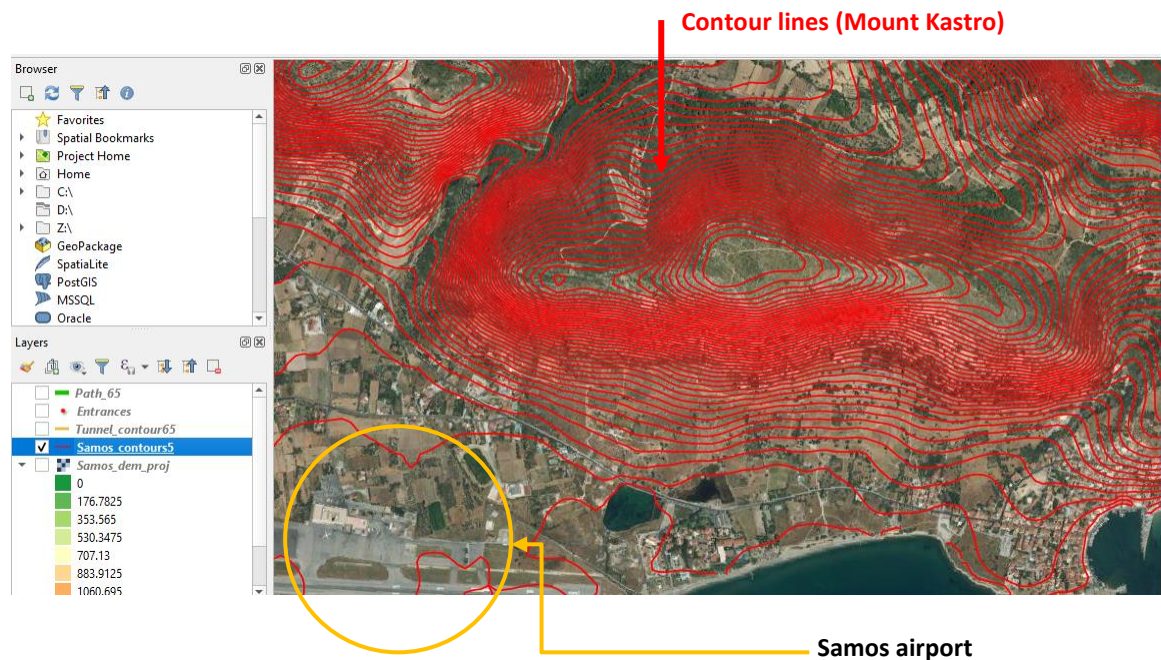 Contour lines (Mount Kastro)
Browser
Favorites
Spatial Bookmarks
Project Home
Home
C:\
D:\
Z:\
GeoPackage
SpatiaLite
PostGIS
MSSQL
Oracle
Layers
Path_65
Entrances
Tunnel_contour65
Samos_contours5
Samos_dem_proj
0
176.7825
353.565
530.3475
707.13
883.9125
1060.695
Samos airport